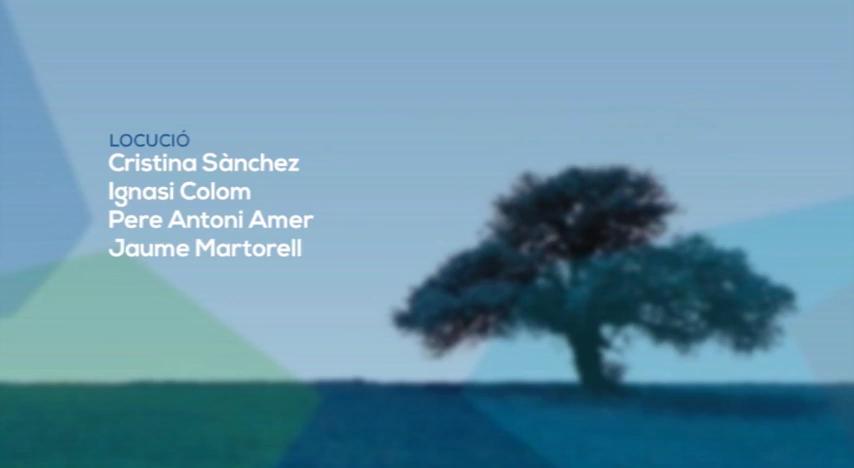 LOCUCIÓ
Cristina Sànchez
Ignasi Colom
Pere Antoni Amer
Jaume Martorell